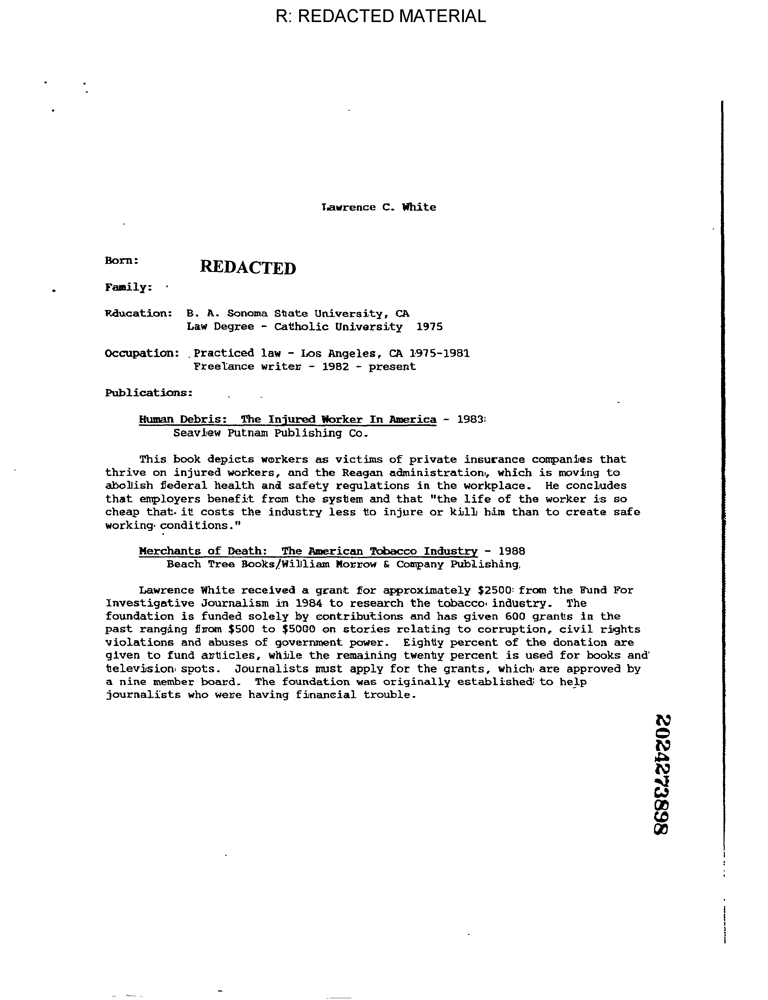 R: REDACTED MATERIAL
Lawrence C. White
Born: REDACTED
Family:
Education: B. A. Sonoma State University, CA
Law Degree - Catholic University 1975
Occupation: Practiced law - Los Angeles, CA 1975-1981
Freelance writer - 1982 - present
Publications:
Human Debris: The Injured Worker In America - 1983
Seaview Putnam Publishing Co.
This book depicts workers as victims of private insurance companies that
thrive on injured workers, and the Reagan administration, which is moving to
abolish federal health and safety regulations in the workplace. He concludes
that employers benefit from the system and that "the life of the worker is so
cheap that it costs the industry less to injure or kill him than to create safe
working conditions."
Merchants of Death: The American Tobacco Industry - 1988
Beach Tree Books/William Morrow & Company Publishing.
Lawrence White received a grant for approximately $2500 from the Fund For
Investigative Journalism in 1984 to research the tobacco industry. The
foundation is funded solely by contributions and has given 600 grants in the
past ranging from $500 to $5000 on stories relating to corruption, civil rights
violations and abuses of government power. Eighty percent of the donation are
given to fund articles, while the remaining twenty percent is used for books and
television spots. Journalists must apply for the grants, which are approved by
a nine member board. The foundation was originally established to help
journalists who were having financial trouble.
2024273898